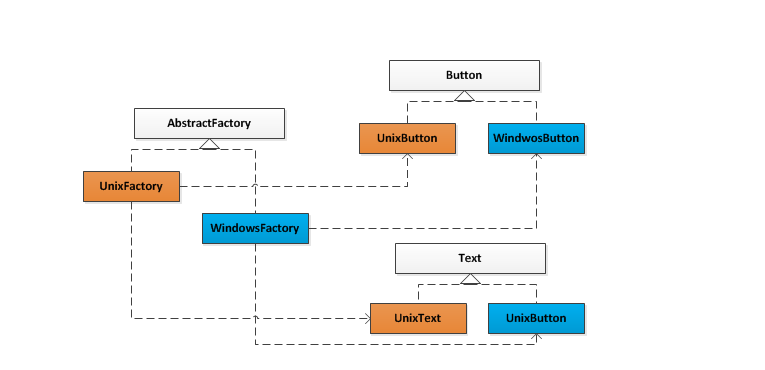 Button
AbstractFactory
UnixButton
WindwosButton
UnixFactory
WindowsFactory
Text
UnixText
UnixButton